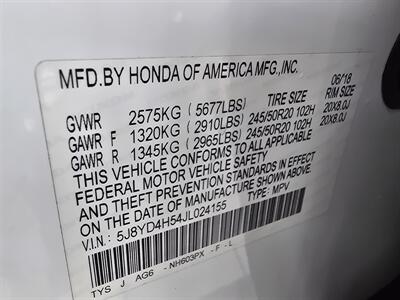 MFD.BY HONDA OF AMERICA MFG.,INC. 06/18
TIRE SIZE RIM SIZE
GVWR 2575KG (5677LBS)
GAWR F 1320KG (2910LBS) 245/50R20 102H 20X8.0J
GAWR R 1345KG (2965LBS) 245/50R20 102H 20X8.0J
THIS VEHICLE CONFORMS TO ALL APPLICABLE
FEDERAL MOTOR VEHICLE SAFETY
AND THEFT PREVENTION STANDARDS IN EFFECT
ON THE DATE OF MANUFACTURE SHOWN ABOVE.
V.I.N: 5J8YD4H54JL024155 TYPE: MPV
TYS J AG6 - NH603PX - F - L